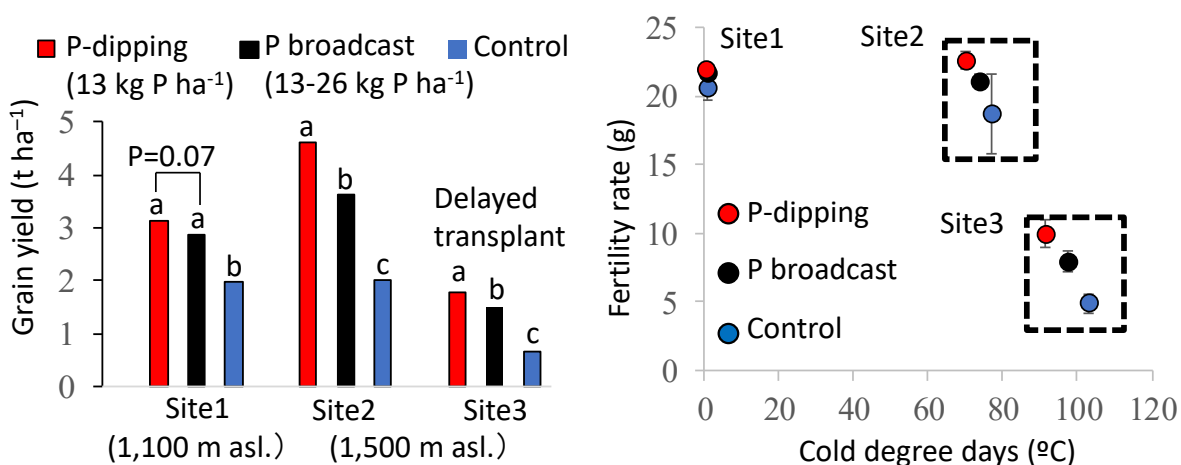 P-dipping
(13 kg P ha⁻¹)
P broadcast
(13-26 kg P ha⁻¹)
Control
Grain yield (t ha⁻¹)
5
4
3
2
1
0
P=0.07
a
a
b
a
b
c
Delayed
transplant
a
b
c
Site1
Site2
Site3
(1,100 m asl.)
(1,500 m asl.)
Fertility rate (g)
25
20
15
10
5
0
Site1
Site2
Site3
P-dipping
P broadcast
Control
0
20
40
60
80
100
120
Cold degree days (ºC)